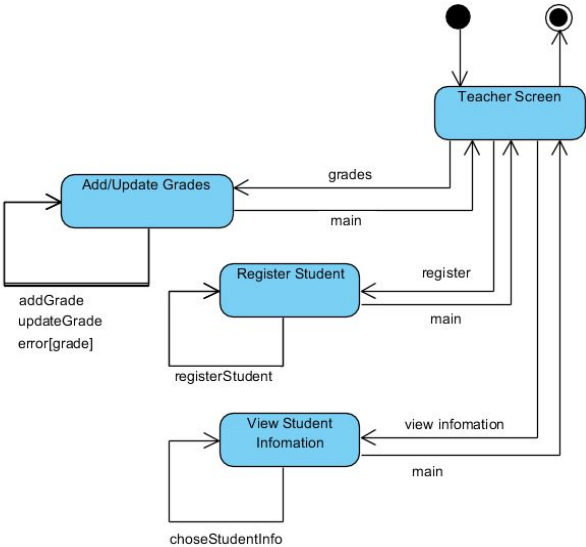 Teacher Screen
Add/Update Grades
grades
main
addGrade
updateGrade
error[grade]
Register Student
register
main
registerStudent
View Student
Infomation
view infomation
main
choseStudentInfo